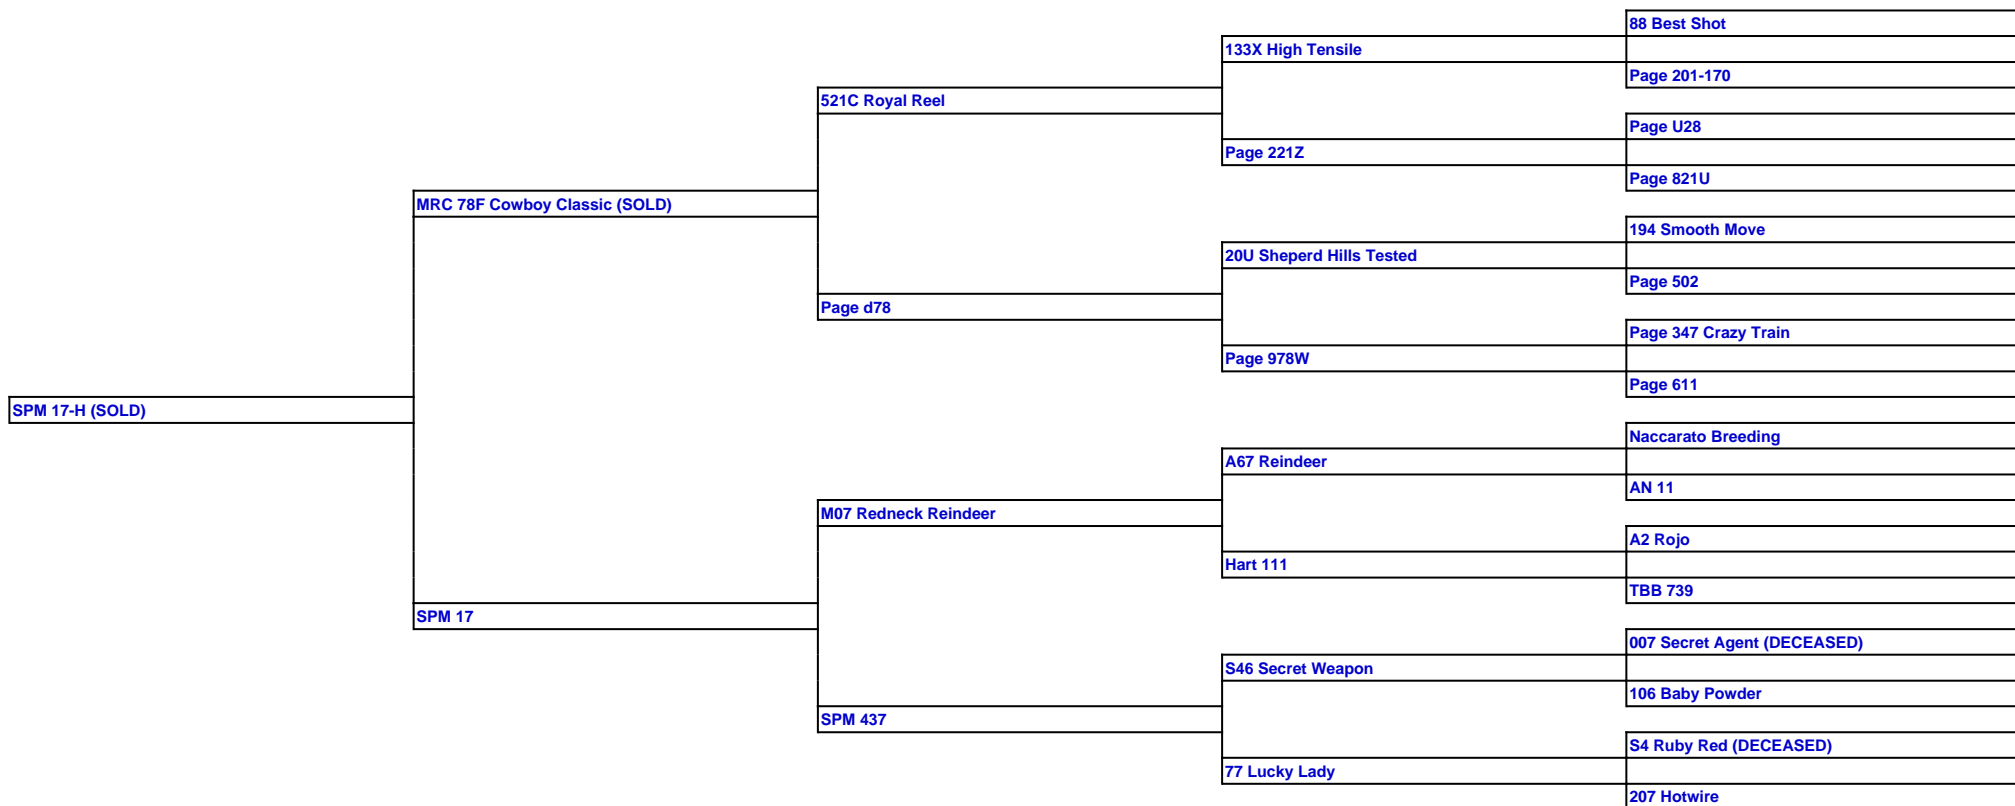 88 Best Shot
133X High Tensile
Page 201-170
521C Royal Reel
Page U28
Page 221Z
Page 821U
MRC 78F Cowboy Classic (SOLD)
194 Smooth Move
20U Sheperd Hills Tested
Page 502
Page d78
Page 347 Crazy Train
Page 978W
Page 611
SPM 17-H (SOLD)
Naccarato Breeding
A67 Reindeer
AN 11
M07 Redneck Reindeer
A2 Rojo
Hart 111
TBB 739
SPM 17
007 Secret Agent (DECEASED)
S46 Secret Weapon
106 Baby Powder
SPM 437
S4 Ruby Red (DECEASED)
77 Lucky Lady
207 Hotwire